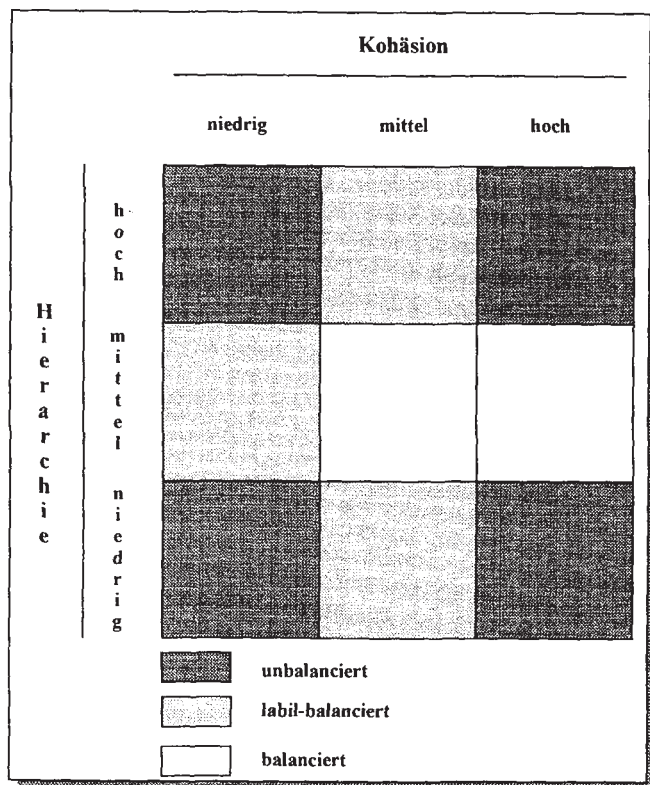 Kohäsion
niedrig mittel hoch
Hierarchie
hoch
mittel
niedrig
unbalanciert
labil-balanciert
balanciert